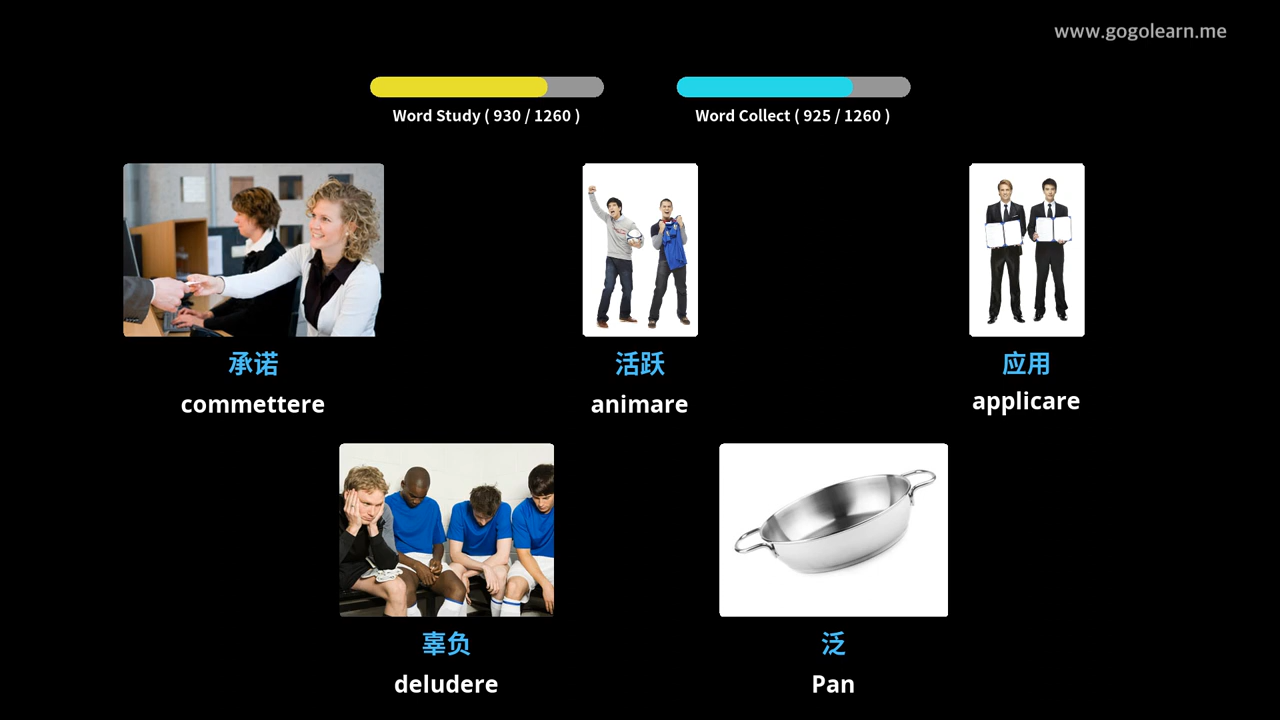 www.gogolearn.me
Word Study ( 930 / 1260 )
Word Collect ( 925 / 1260 )
承诺
commettere
活跃
animare
应用
applicare
辜负
deludere
泛
Pan